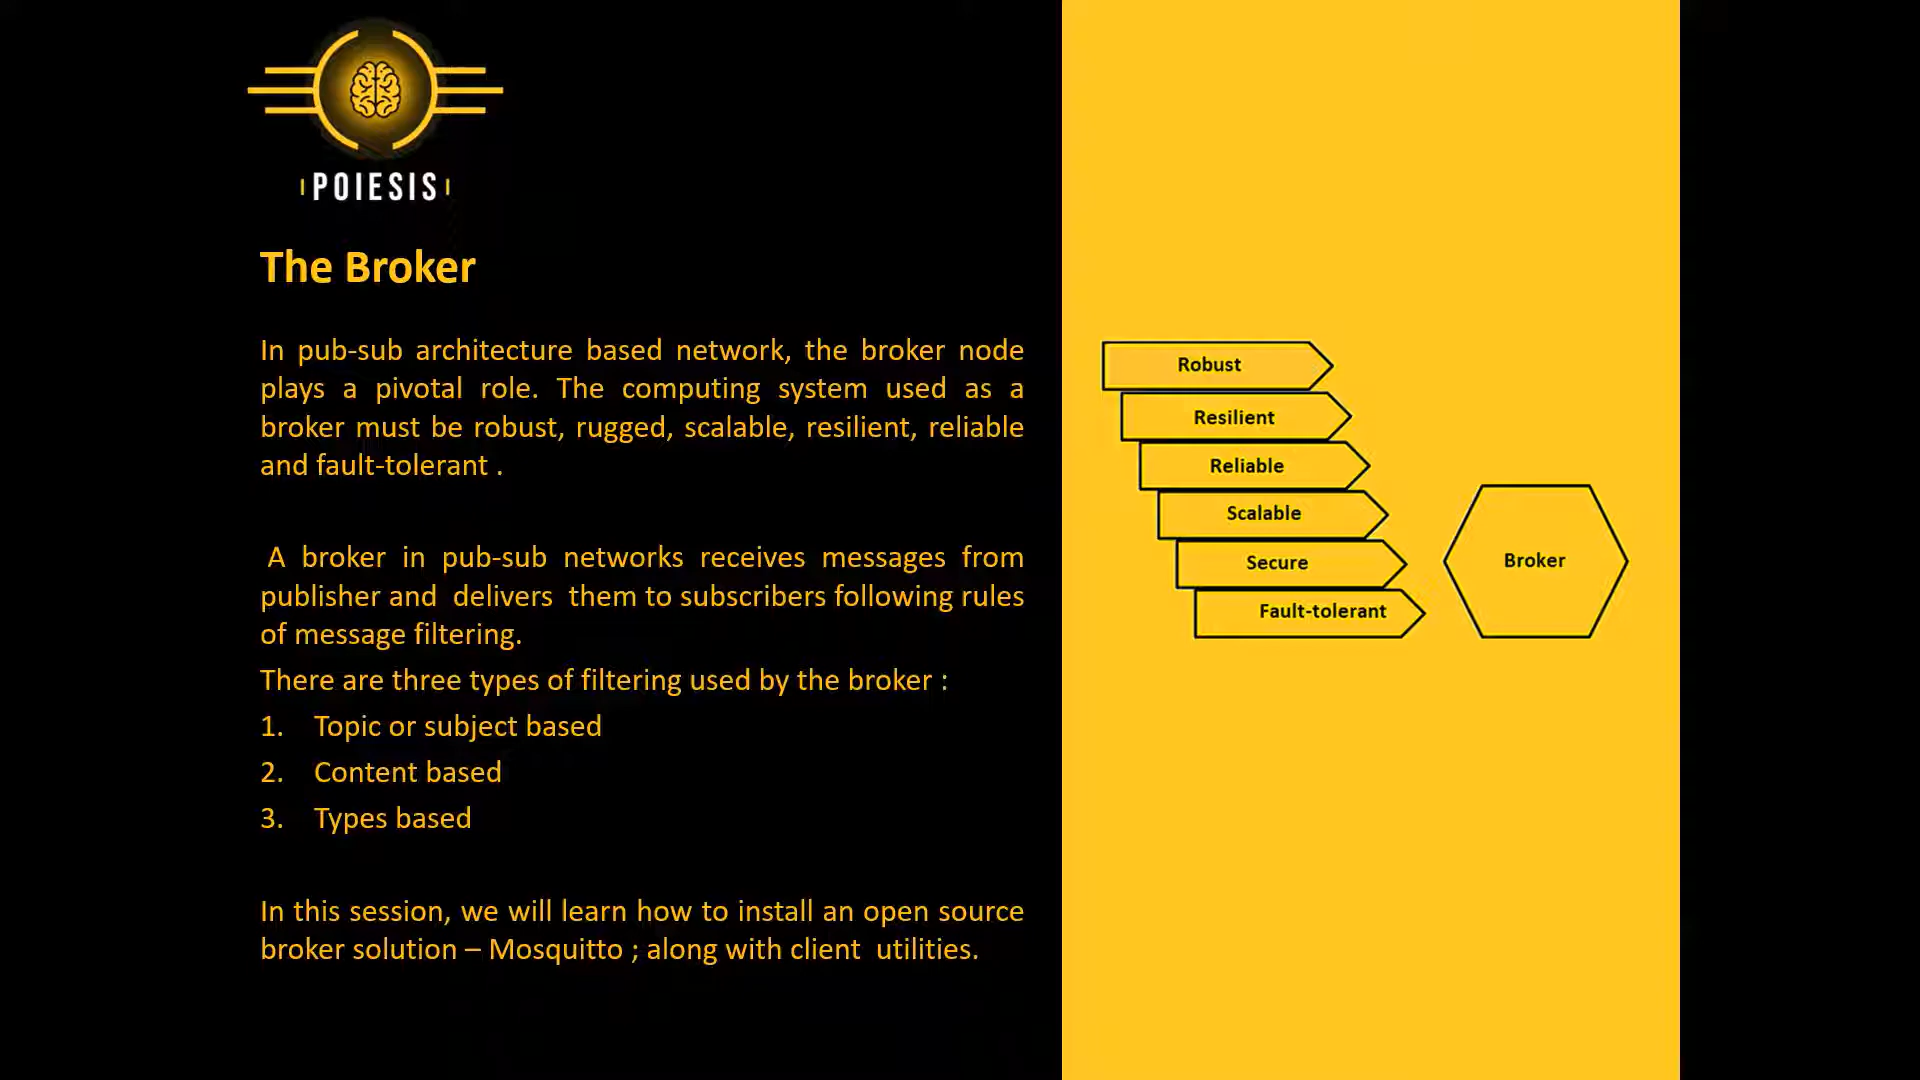 POIESIS
The Broker
In pub-sub architecture based network, the broker node
plays a pivotal role. The computing system used as a
broker must be robust, rugged, scalable, resilient, reliable
and fault-tolerant .
A broker in pub-sub networks receives messages from
publisher and delivers them to subscribers following rules
of message filtering.
There are three types of filtering used by the broker :
1. Topic or subject based
2. Content based
3. Types based
In this session, we will learn how to install an open source
broker solution – Mosquitto ; along with client utilities.
Robust
Resilient
Reliable
Scalable
Secure
Fault-tolerant
Broker